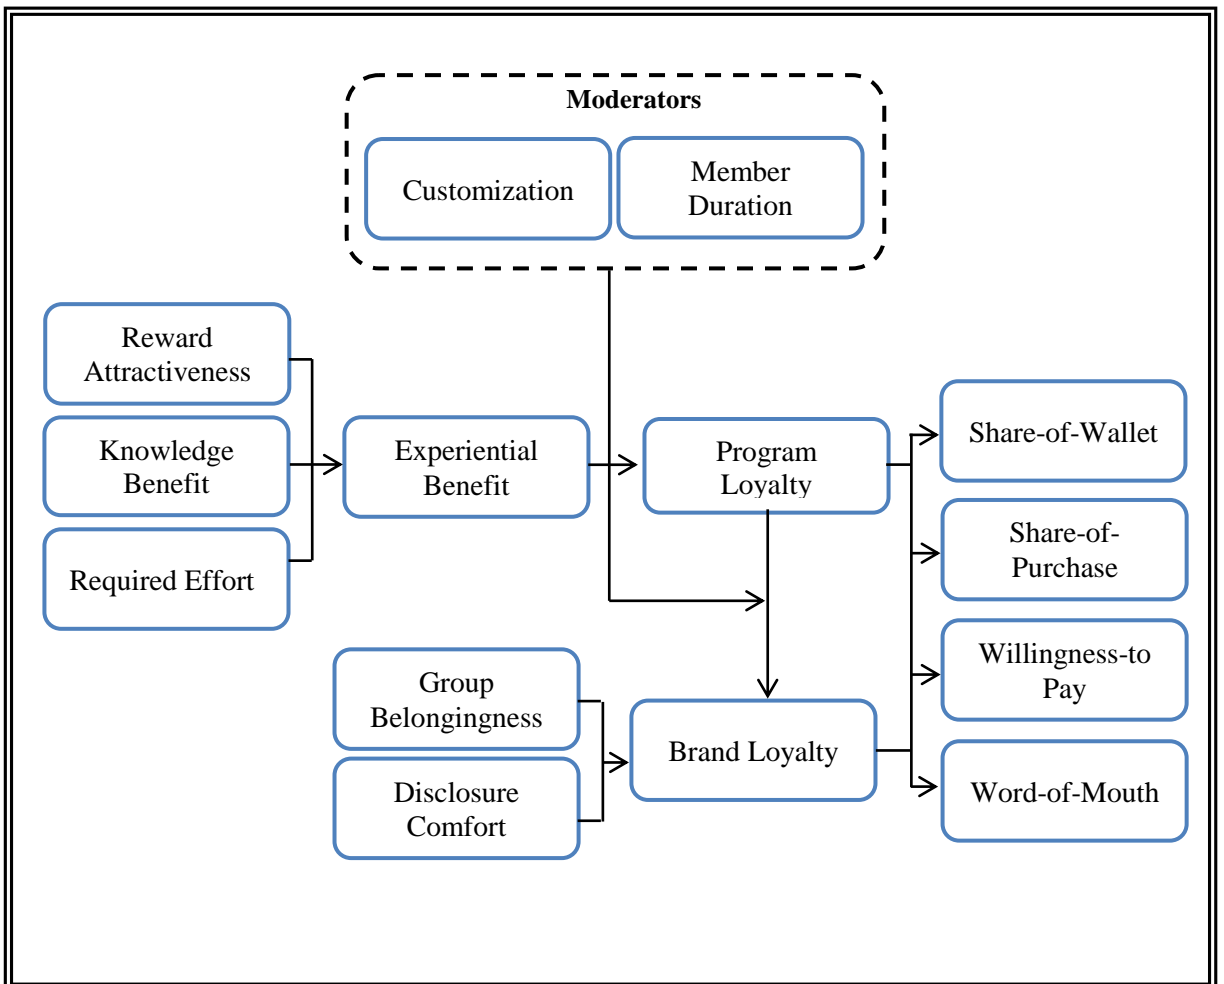 Moderators
Customization
Member
Duration
Reward
Attractiveness
Knowledge
Benefit
Required Effort
Experiential
Benefit
Program
Loyalty
Share-of-Wallet
Share-of-
Purchase
Willingness-to
Pay
Word-of-Mouth
Group
Belongingness
Disclosure
Comfort
Brand Loyalty